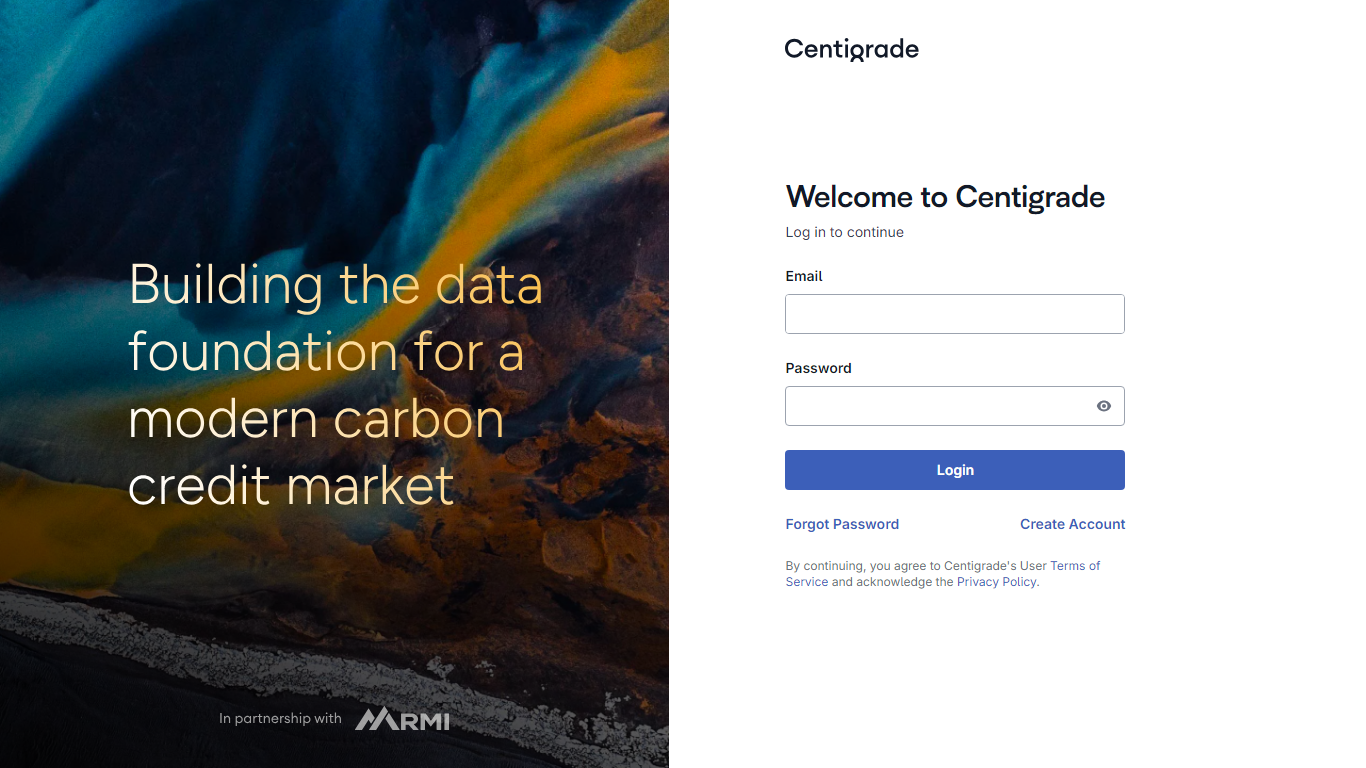 Building the data
foundation for a
modern carbon
credit market
In partnership with RMI
Centigrade
Welcome to Centigrade
Log in to continue
Email
Password
Login
Forgot Password
Create Account
By continuing, you agree to Centigrade's User Terms of
Service and acknowledge the Privacy Policy.